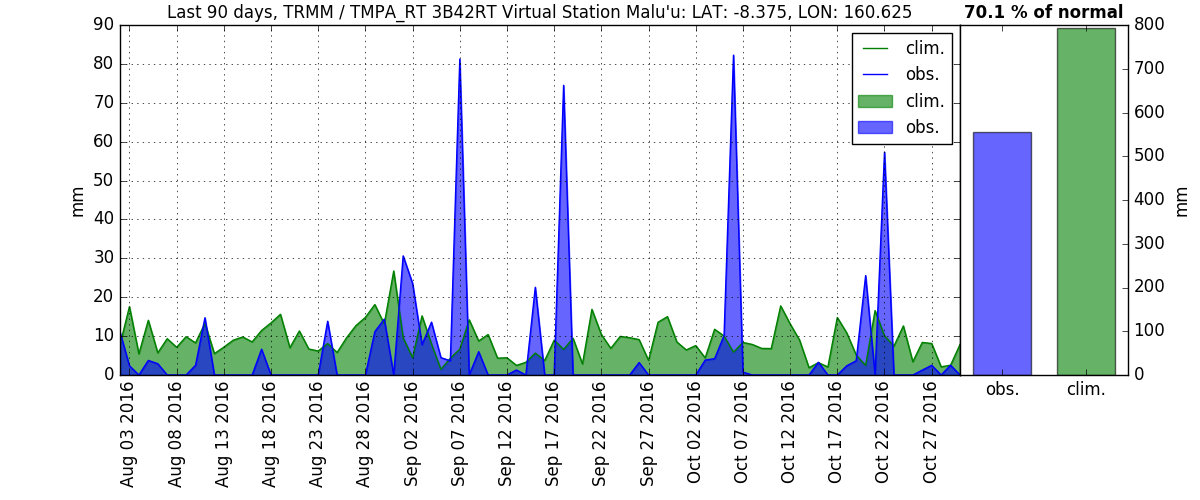 Last 90 days, TRMM / TMPA_RT 3B42RT Virtual Station Malu'u: LAT: -8.375, LON: 160.625
70.1 % of normal
90
80
70
60
50
40
30
20
10
0
mm
clim.
obs.
clim.
obs.
Aug 03 2016
Aug 08 2016
Aug 13 2016
Aug 18 2016
Aug 23 2016
Aug 28 2016
Sep 02 2016
Sep 07 2016
Sep 12 2016
Sep 17 2016
Sep 22 2016
Sep 27 2016
Oct 02 2016
Oct 07 2016
Oct 12 2016
Oct 17 2016
Oct 22 2016
Oct 27 2016
obs.
clim.
800
700
600
500
400
300
200
100
0
mm